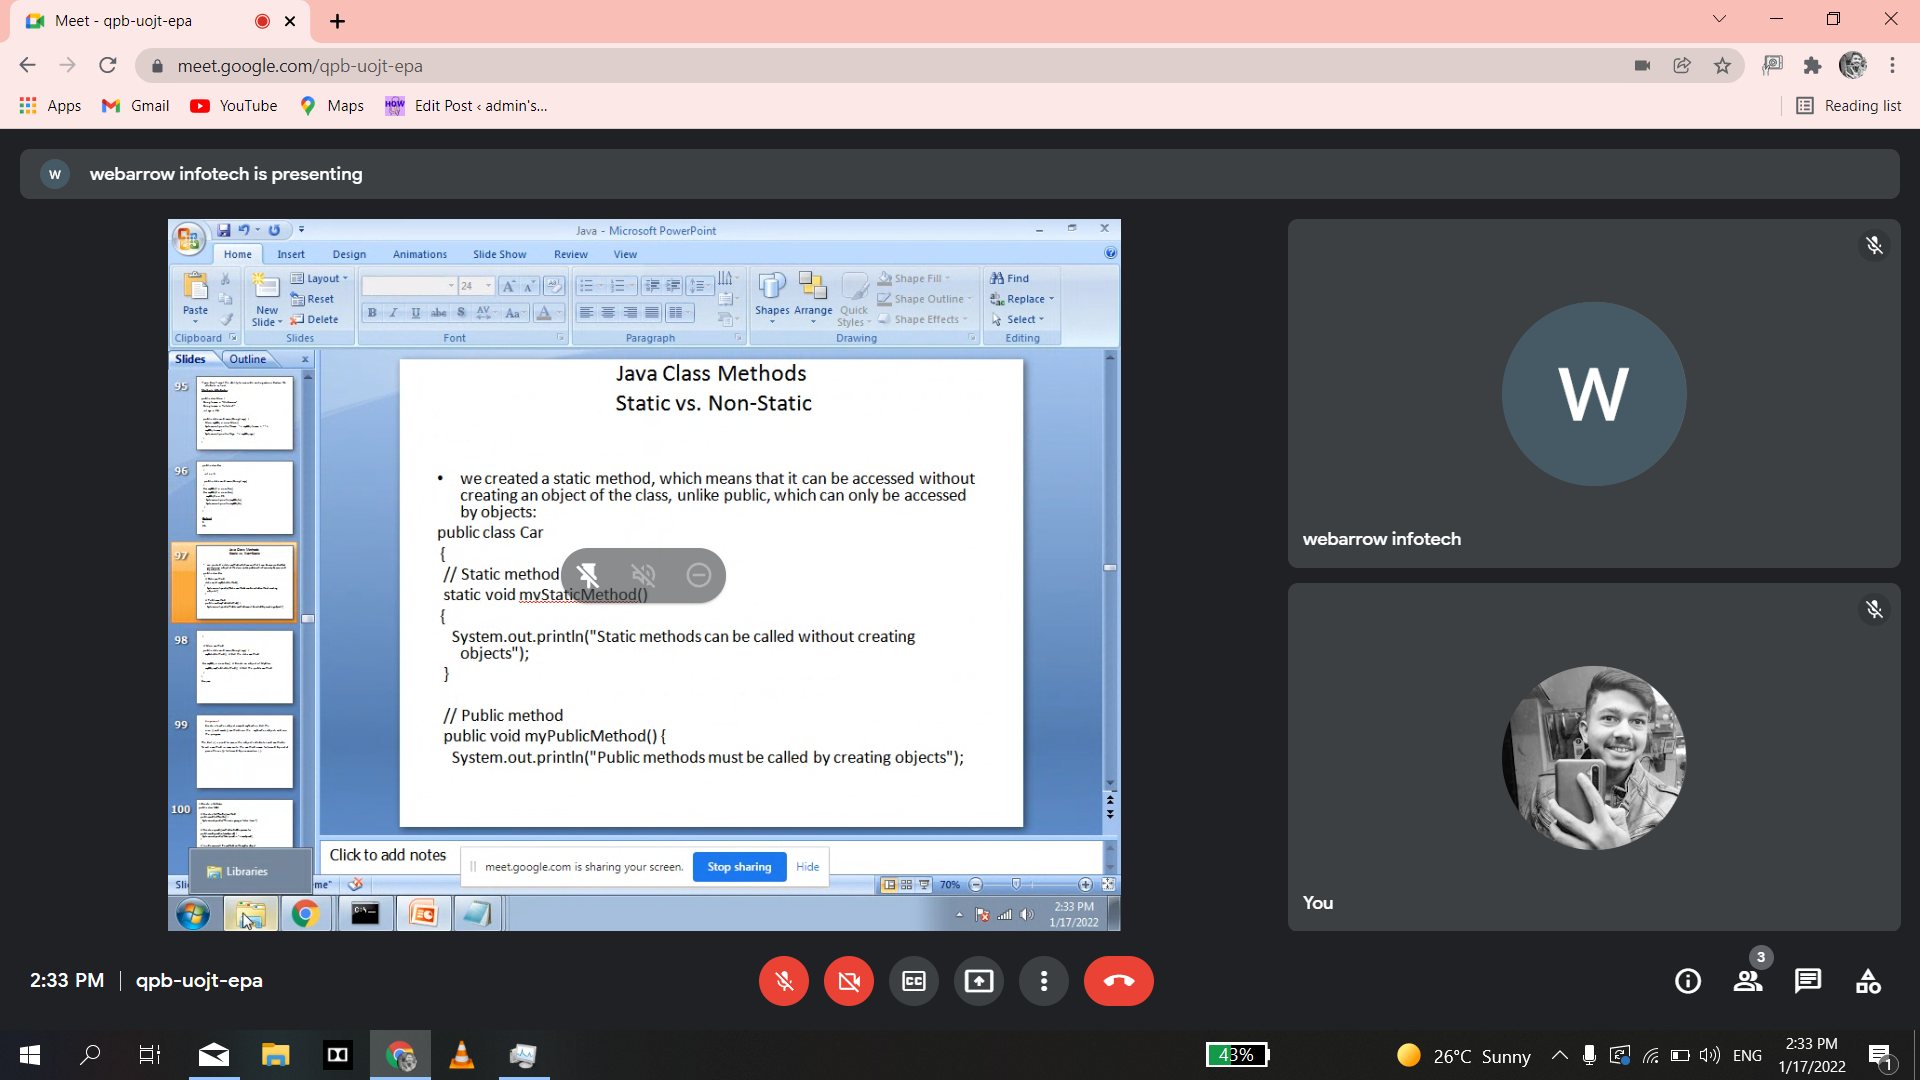 Meet - qpb-uojt-epa
meet.google.com/qpb-uojt-epa
Apps Gmail YouTube Maps HOW Edit Post ‹ admin's... Reading list
W webarrow infotech is presenting
Java - Microsoft PowerPoint
Home Insert Design Animations Slide Show Review View
Paste New Slide Layout Reset Delete 24 Shapes Arrange Quick Styles Shape Fill Shape Outline Shape Effects Find Replace Select
Clipboard Slides Font Paragraph Drawing Editing
Slides Outline
95
96
97
98
99
100
Java Class Methods
Static vs. Non-Static
• we created a static method, which means that it can be accessed without
creating an object of the class, unlike public, which can only be accessed
by objects:
public class Car
{
// Static method
static void myStaticMethod()
{
System.out.println("Static methods can be called without creating
objects");
}
// Public method
public void myPublicMethod() {
System.out.println("Public methods must be called by creating objects");
Click to add notes
meet.google.com is sharing your screen. Stop sharing Hide
Libraries
70%
2:33 PM
1/17/2022
W
webarrow infotech
You
2:33 PM | qpb-uojt-epa
3
43%
26°C Sunny
ENG
2:33 PM
1/17/2022
1